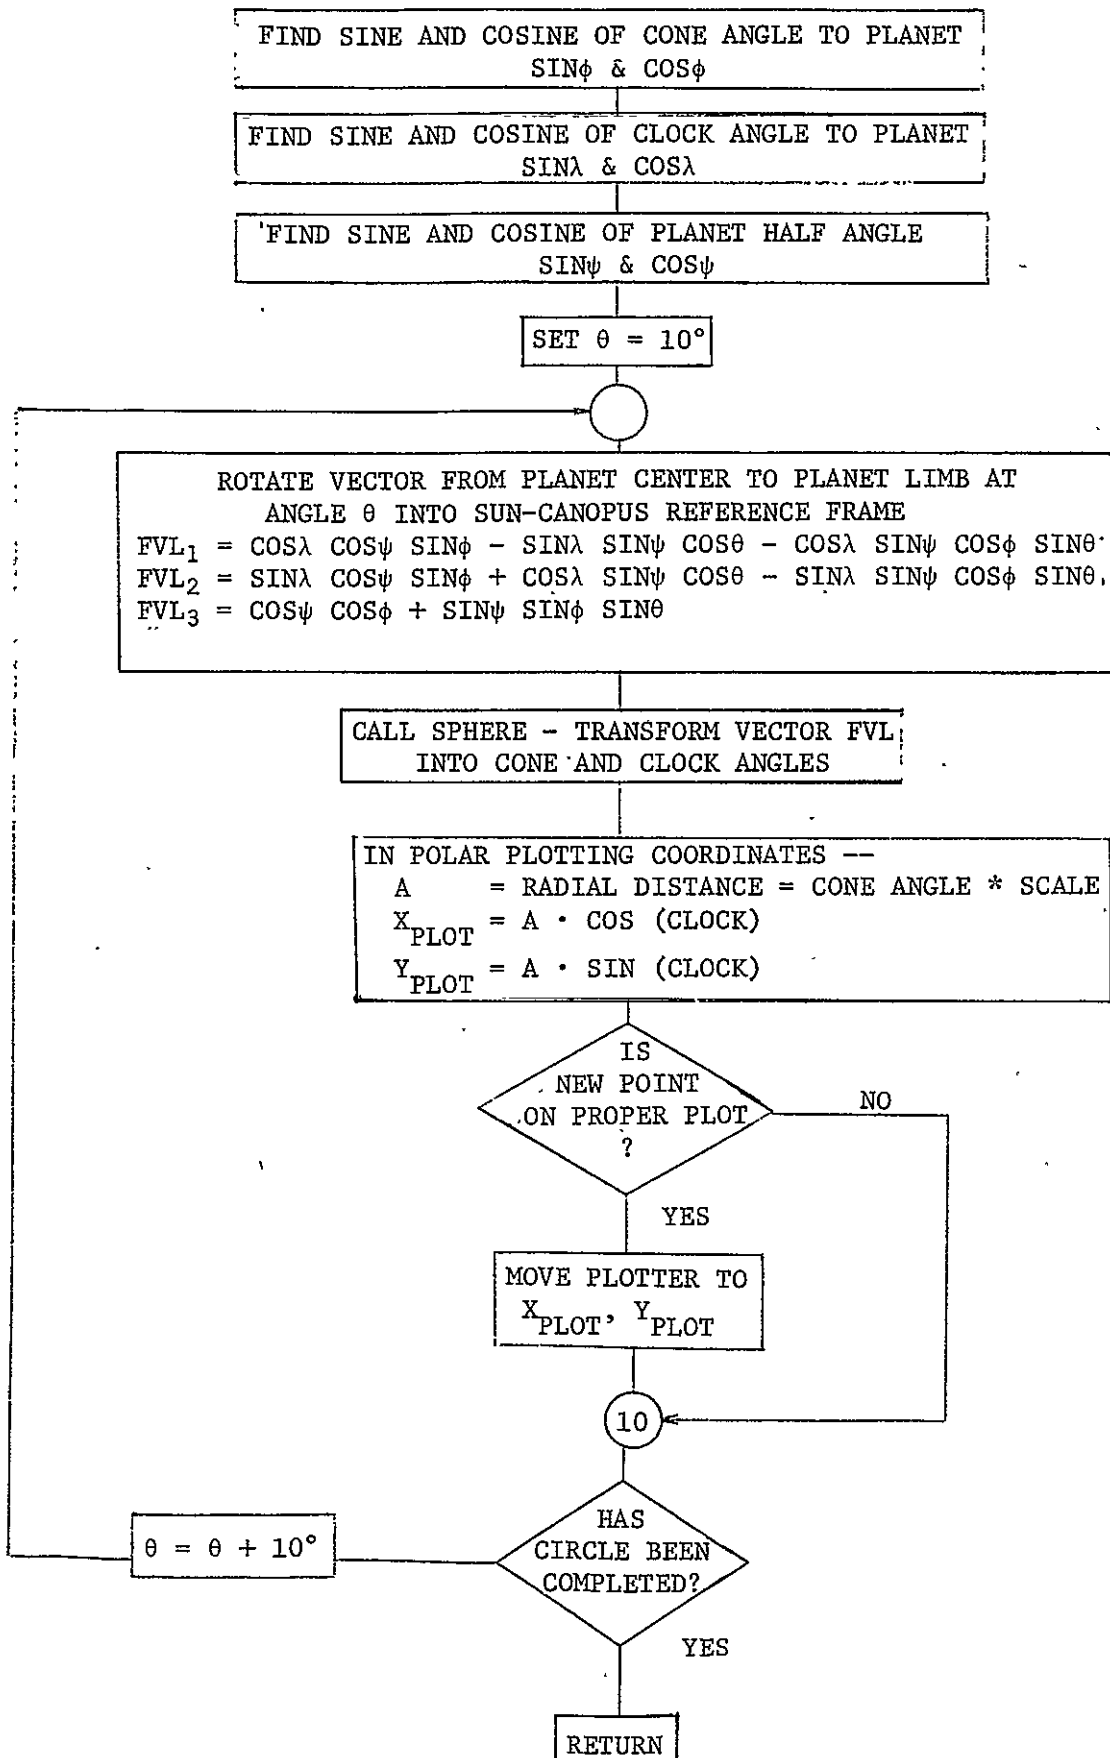 FIND SINE AND COSINE OF CONE ANGLE TO PLANET
SINϕ & COSϕ
FIND SINE AND COSINE OF CLOCK ANGLE TO PLANET
SINλ & COSλ
FIND SINE AND COSINE OF PLANET HALF ANGLE
SINψ & COSψ
SET θ = 10°
ROTATE VECTOR FROM PLANET CENTER TO PLANET LIMB AT
ANGLE θ INTO SUN-CANOPUS REFERENCE FRAME
FVL₁ = COSλ COSψ SINϕ - SINλ SINψ COSθ - COSλ SINψ COSϕ SINθ
FVL₂ = SINλ COSψ SINϕ + COSλ SINψ COSθ - SINλ SINψ COSϕ SINθ
FVL₃ = COSψ COSϕ + SINψ SINϕ SINθ
CALL SPHERE - TRANSFORM VECTOR FVL
INTO CONE AND CLOCK ANGLES
IN POLAR PLOTTING COORDINATES --
A = RADIAL DISTANCE = CONE ANGLE * SCALE
X_PLOT = A · COS (CLOCK)
Y_PLOT = A · SIN (CLOCK)
IS
NEW POINT
ON PROPER PLOT
?
NO
YES
MOVE PLOTTER TO
X_PLOT, Y_PLOT
10
HAS
CIRCLE BEEN
COMPLETED?
θ = θ + 10°
YES
RETURN